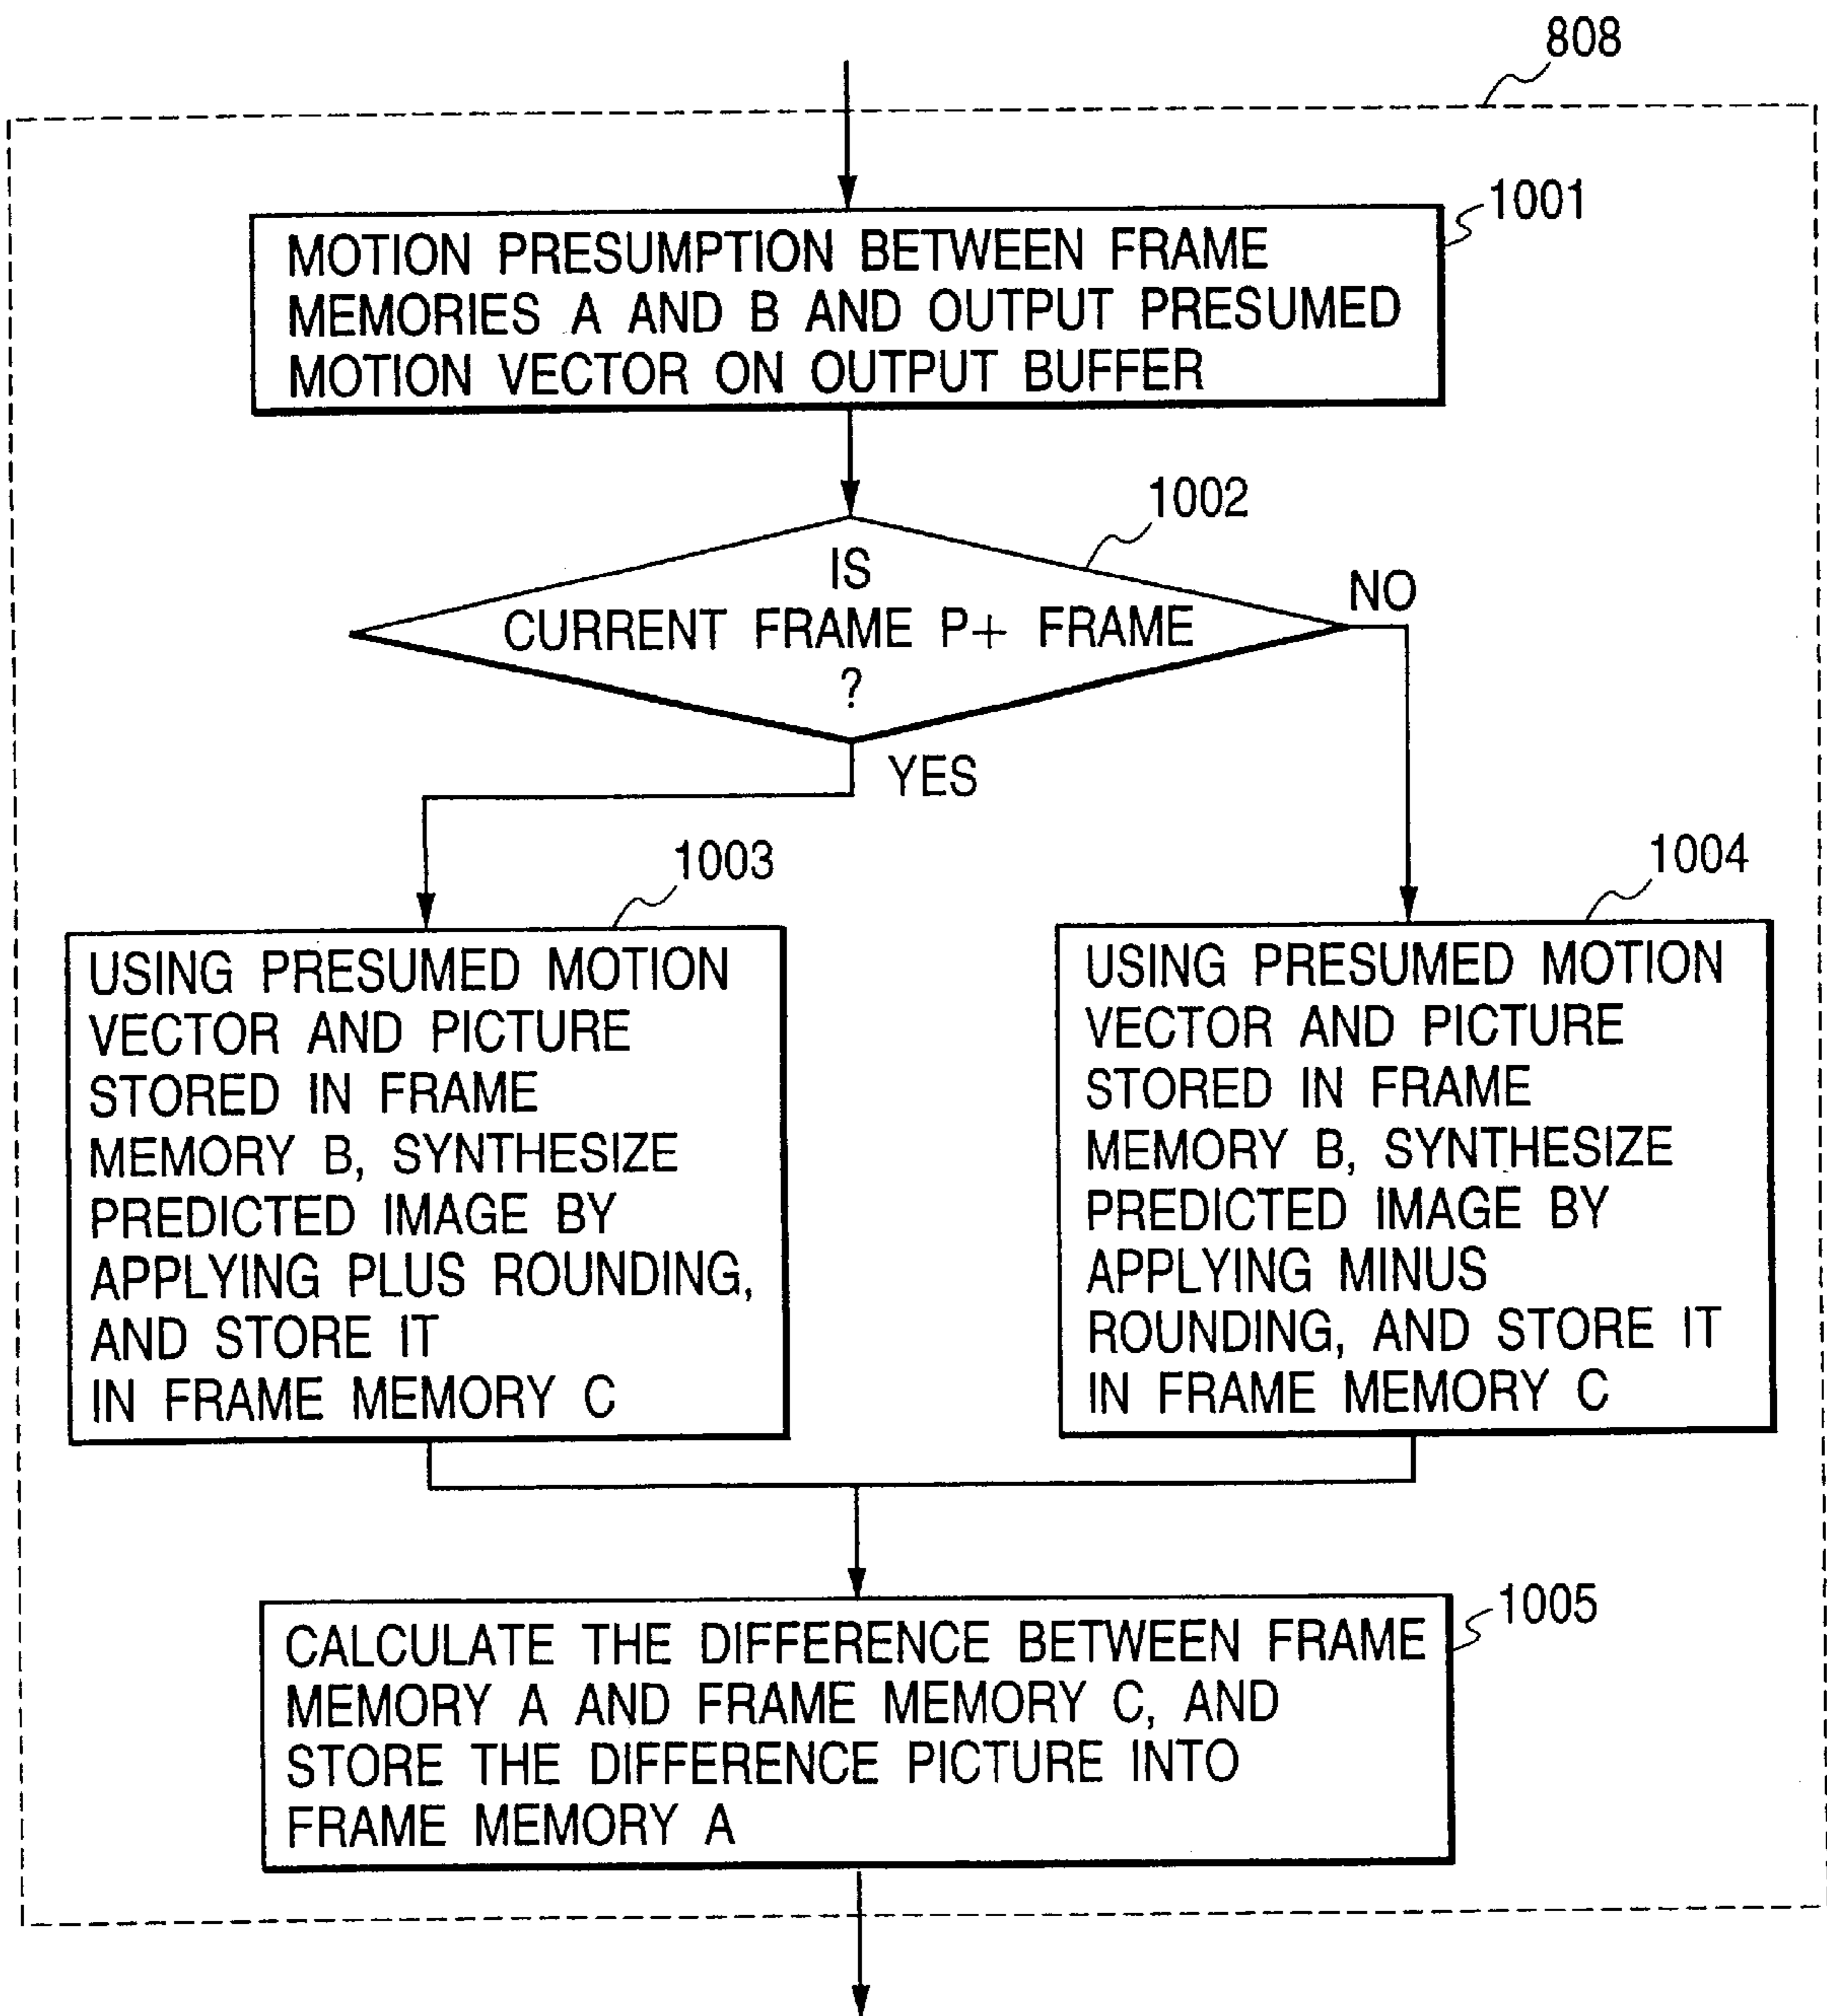 808
1001
MOTION PRESUMPTION BETWEEN FRAME
MEMORIES A AND B AND OUTPUT PRESUMED
MOTION VECTOR ON OUTPUT BUFFER
1002
IS
CURRENT FRAME P+ FRAME
?
NO
YES
1003
USING PRESUMED MOTION
VECTOR AND PICTURE
STORED IN FRAME
MEMORY B, SYNTHESIZE
PREDICTED IMAGE BY
APPLYING PLUS ROUNDING,
AND STORE IT
IN FRAME MEMORY C
1004
USING PRESUMED MOTION
VECTOR AND PICTURE
STORED IN FRAME
MEMORY B, SYNTHESIZE
PREDICTED IMAGE BY
APPLYING MINUS
ROUNDING, AND STORE IT
IN FRAME MEMORY C
1005
CALCULATE THE DIFFERENCE BETWEEN FRAME
MEMORY A AND FRAME MEMORY C, AND
STORE THE DIFFERENCE PICTURE INTO
FRAME MEMORY A